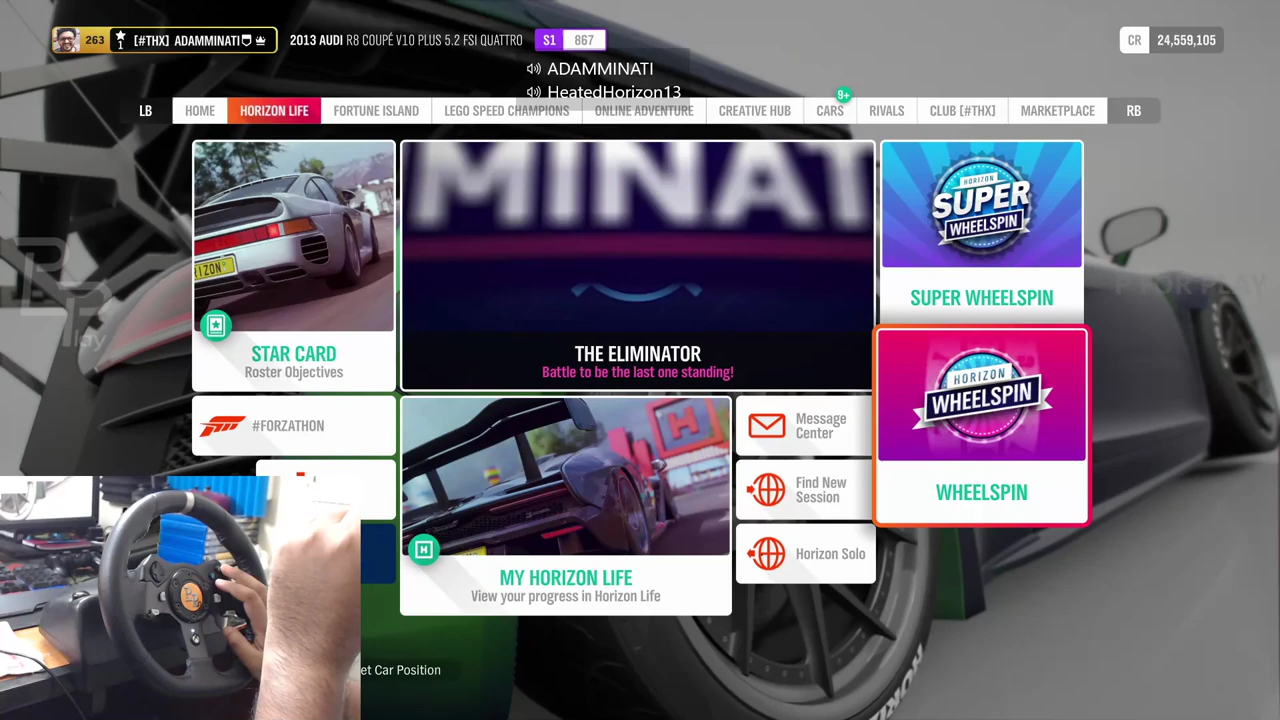 263 1 [#THX] ADAMMINATI 2013 AUDI R8 COUPÉ V10 PLUS 5.2 FSI QUATTRO S1 867 CR 24,559,105
ADAMMINATI
HeatedHorizon13
LB HOME HORIZON LIFE FORTUNE ISLAND LEGO SPEED CHAMPIONS ONLINE ADVENTURE CREATIVE HUB CARS 9+ RIVALS CLUB [#THX] MARKETPLACE RB
MINAT
HORIZON
SUPER
WHEELSPIN
SUPER WHEELSPIN
STAR CARD
Roster Objectives
THE ELIMINATOR
Battle to be the last one standing!
HORIZON
WHEELSPIN
WHEELSPIN
#FORZATHON
Message
Center
Find New
Session
Horizon Solo
MY HORIZON LIFE
View your progress in Horizon Life
et Car Position